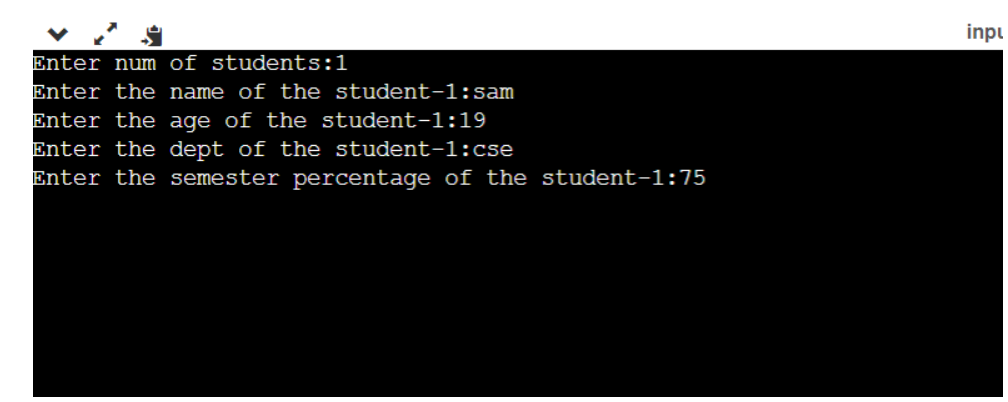 inpu
Enter num of students:1
Enter the name of the student-1:sam
Enter the age of the student-1:19
Enter the dept of the student-1:cse
Enter the semester percentage of the student-1:75